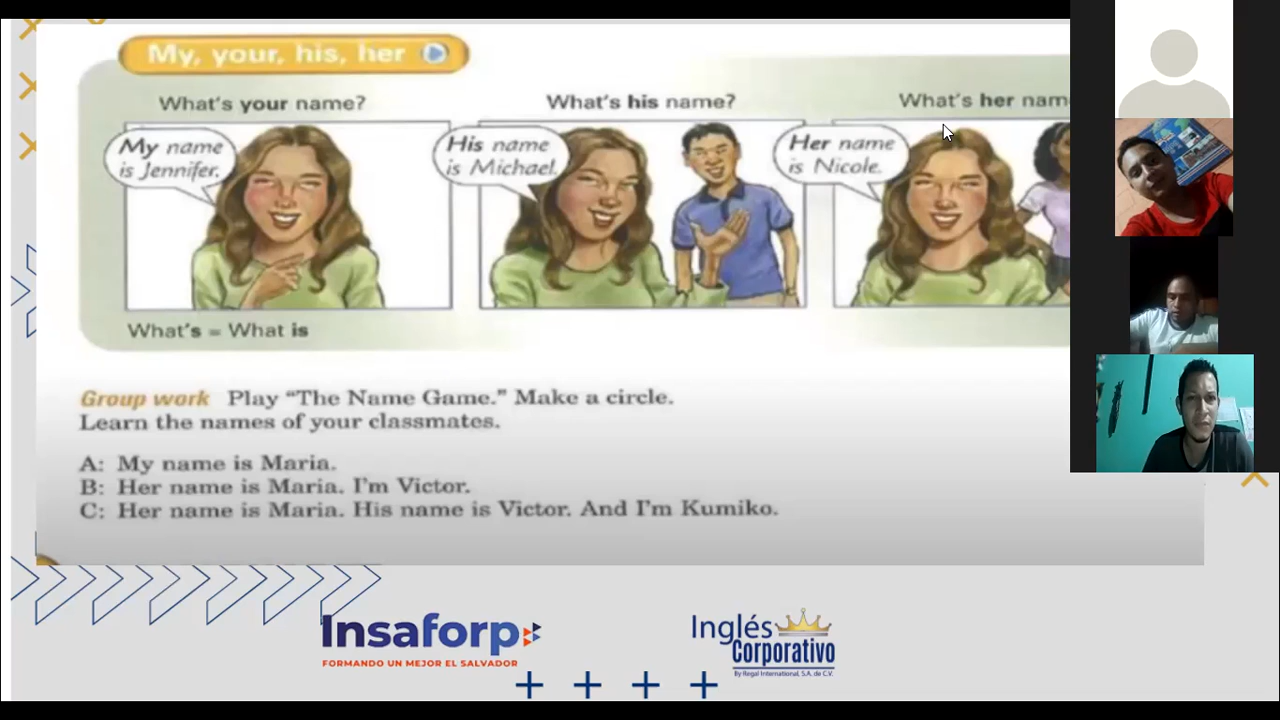 My, your, his, her
What's your name?
My name
is Jennifer.
What's his name?
His name
is Michael.
What's her nam
Her name
is Nicole.
What's = What is
Group work Play “The Name Game.” Make a circle.
Learn the names of your classmates.
A: My name is Maria.
B: Her name is Maria. I'm Victor.
C: Her name is Maria. His name is Victor. And I'm Kumiko.
Insaforp
FORMANDO UN MEJOR EL SALVADOR
Inglés
Corporativo
By Regal International, S.A. de C.V.